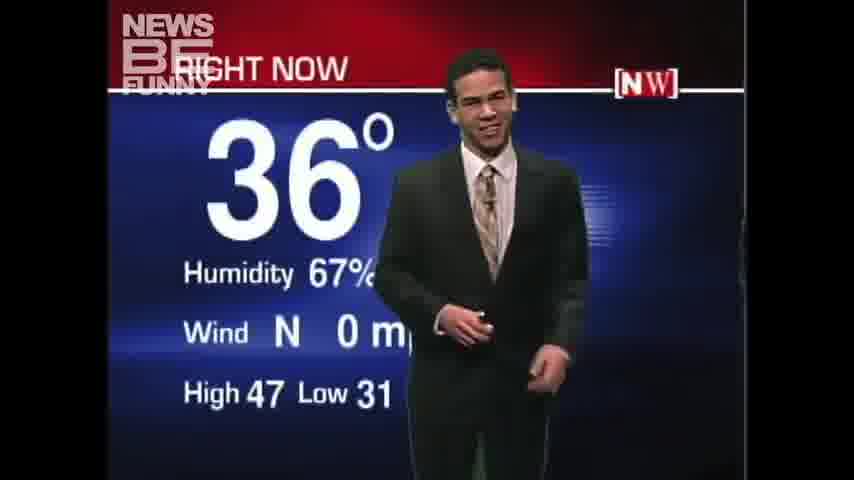 NEWS
BE
FUNNY
RIGHT NOW
[NW]
36°
Humidity 67%
Wind N 0 m
High 47 Low 31